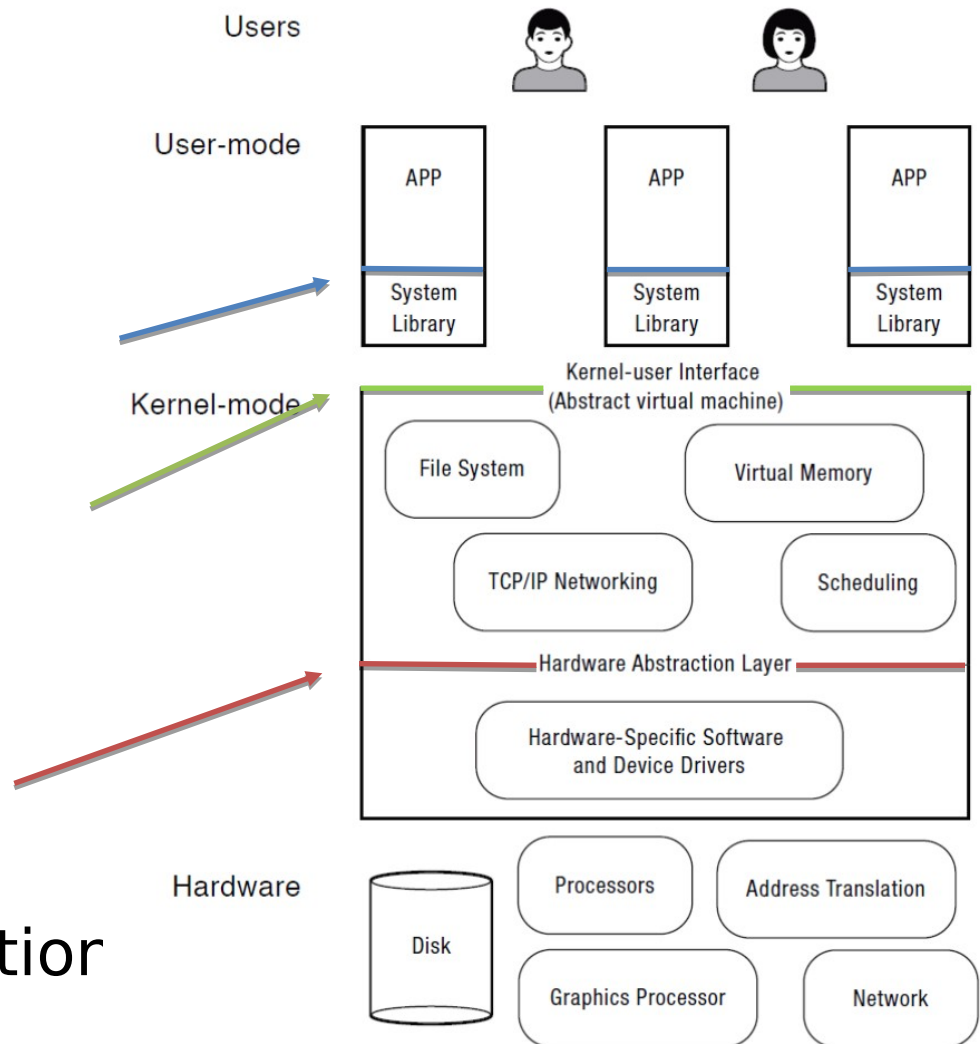 Users
User-mode
APP
APP
APP
System
Library
System
Library
System
Library
Kernel-user Interface
(Abstract virtual machine)
Kernel-mode
File System
Virtual Memory
TCP/IP Networking
Scheduling
Hardware Abstraction Layer
Hardware-Specific Software
and Device Drivers
Hardware
Processors
Address Translation
Disk
Graphics Processor
Network